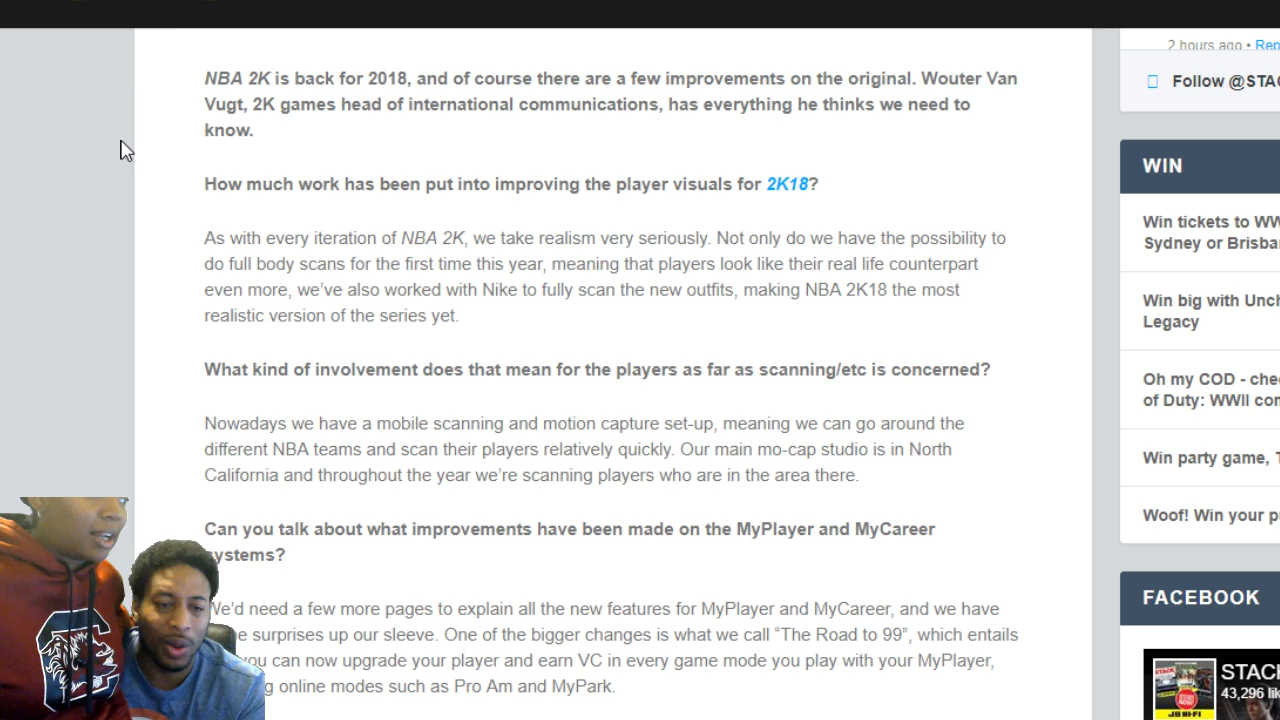 NBA 2K is back for 2018, and of course there are a few improvements on the original. Wouter Van
Vugt, 2K games head of international communications, has everything he thinks we need to
know.
How much work has been put into improving the player visuals for 2K18?
As with every iteration of NBA 2K, we take realism very seriously. Not only do we have the possibility to
do full body scans for the first time this year, meaning that players look like their real life counterpart
even more, we’ve also worked with Nike to fully scan the new outfits, making NBA 2K18 the most
realistic version of the series yet.
What kind of involvement does that mean for the players as far as scanning/etc is concerned?
Nowadays we have a mobile scanning and motion capture set-up, meaning we can go around the
different NBA teams and scan their players relatively quickly. Our main mo-cap studio is in North
California and throughout the year we’re scanning players who are in the area there.
Can you talk about what improvements have been made on the MyPlayer and MyCareer
systems?
We’d need a few more pages to explain all the new features for MyPlayer and MyCareer, and we have
surprises up our sleeve. One of the bigger changes is what we call “The Road to 99”, which entails
you can now upgrade your player and earn VC in every game mode you play with your MyPlayer,
online modes such as Pro Am and MyPark.
2 hours ago • Rep
Follow @STAC
WIN
Win tickets to WW
Sydney or Brisban
Win big with Unch
Legacy
Oh my COD - chec
of Duty: WWII com
Win party game, T
Woof! Win your p
FACEBOOK
STACK
43,296 lik
STACK
JB HI-FI